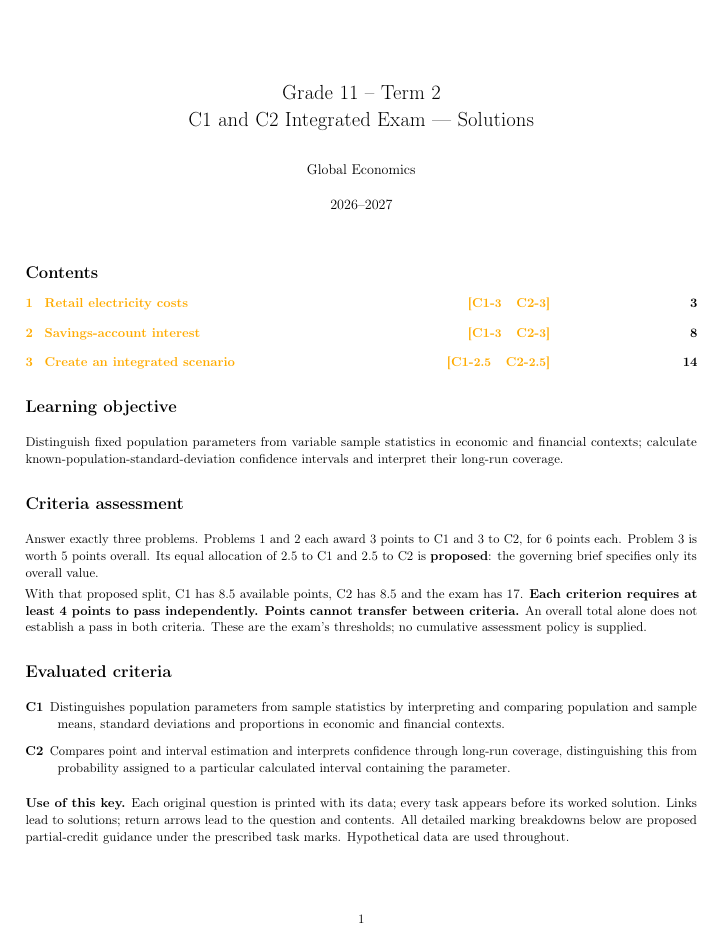 Grade 11 – Term 2
C1 and C2 Integrated Exam — Solutions
Global Economics
2026–2027
Contents
1 Retail electricity costs [C1-3 C2-3] 3
2 Savings-account interest [C1-3 C2-3] 8
3 Create an integrated scenario [C1-2.5 C2-2.5] 14
Learning objective
Distinguish fixed population parameters from variable sample statistics in economic and financial contexts; calculate
known-population-standard-deviation confidence intervals and interpret their long-run coverage.
Criteria assessment
Answer exactly three problems. Problems 1 and 2 each award 3 points to C1 and 3 to C2, for 6 points each. Problem 3 is
worth 5 points overall. Its equal allocation of 2.5 to C1 and 2.5 to C2 is proposed: the governing brief specifies only its
overall value.
With that proposed split, C1 has 8.5 available points, C2 has 8.5 and the exam has 17. Each criterion requires at
least 4 points to pass independently. Points cannot transfer between criteria. An overall total alone does not
establish a pass in both criteria. These are the exam's thresholds; no cumulative assessment policy is supplied.
Evaluated criteria
C1 Distinguishes population parameters from sample statistics by interpreting and comparing population and sample
means, standard deviations and proportions in economic and financial contexts.
C2 Compares point and interval estimation and interprets confidence through long-run coverage, distinguishing this from
probability assigned to a particular calculated interval containing the parameter.
Use of this key. Each original question is printed with its data; every task appears before its worked solution. Links
lead to solutions; return arrows lead to the question and contents. All detailed marking breakdowns below are proposed
partial-credit guidance under the prescribed task marks. Hypothetical data are used throughout.
1